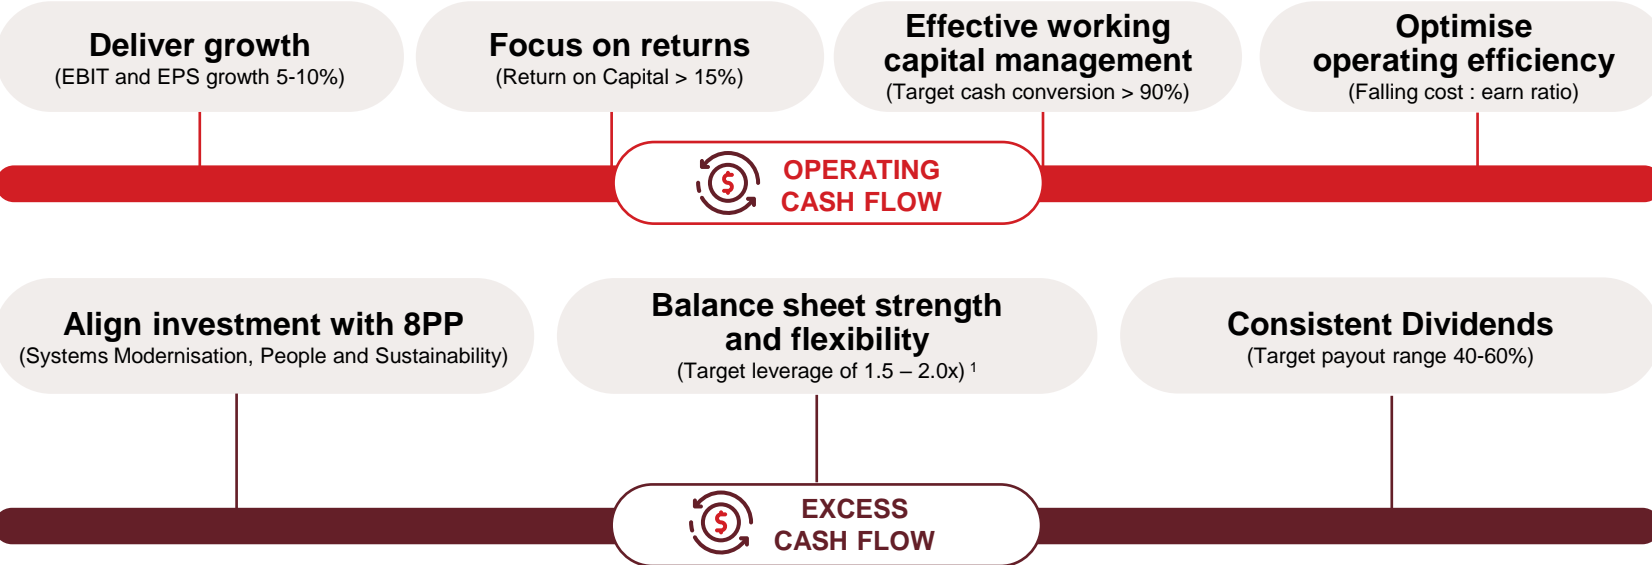 Deliver growth
(EBIT and EPS growth 5-10%)
Focus on returns
(Return on Capital > 15%)
Effective working
capital management
(Target cash conversion > 90%)
Optimise
operating efficiency
(Falling cost : earn ratio)
$
OPERATING
CASH FLOW
Align investment with 8PP
(Systems Modernisation, People and Sustainability)
Balance sheet strength
and flexibility
(Target leverage of 1.5 – 2.0x) ¹
Consistent Dividends
(Target payout range 40-60%)
$
EXCESS
CASH FLOW